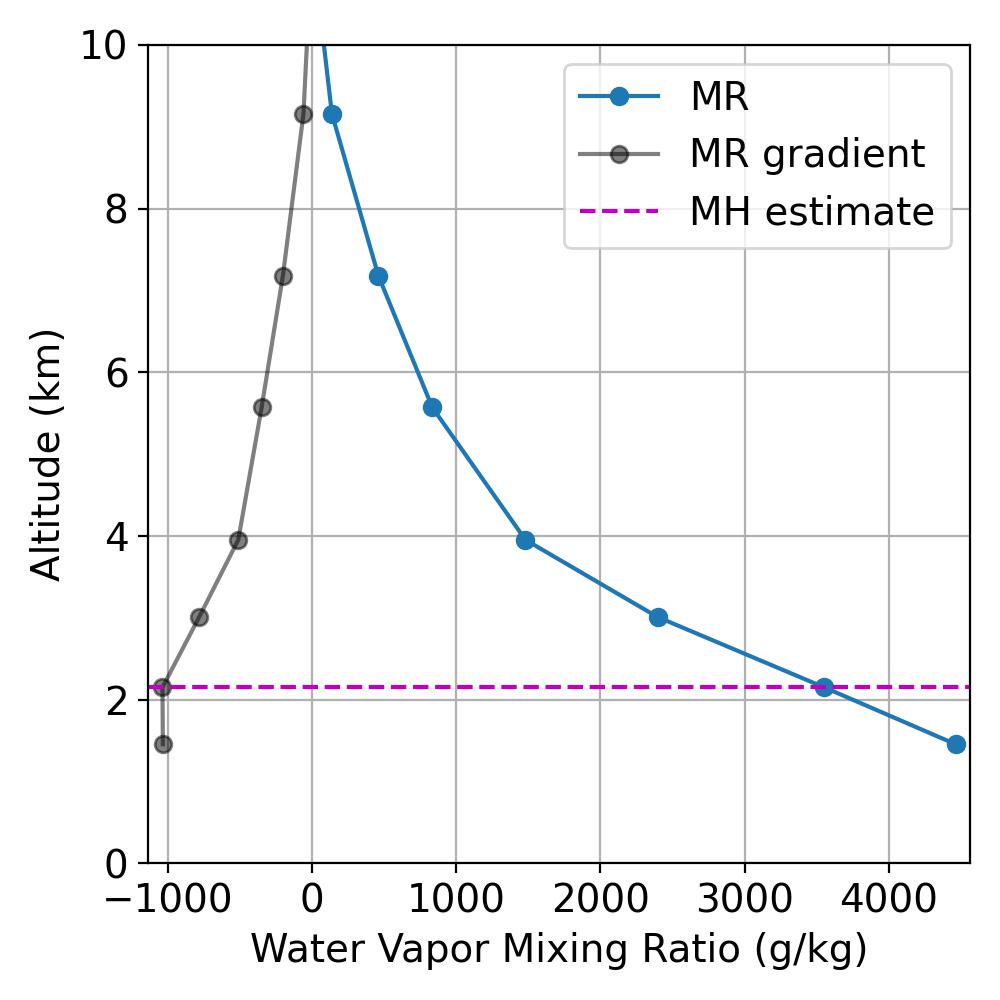 10
8
6
4
2
0
Altitude (km)
MR
MR gradient
MH estimate
−1000 0 1000 2000 3000 4000
Water Vapor Mixing Ratio (g/kg)